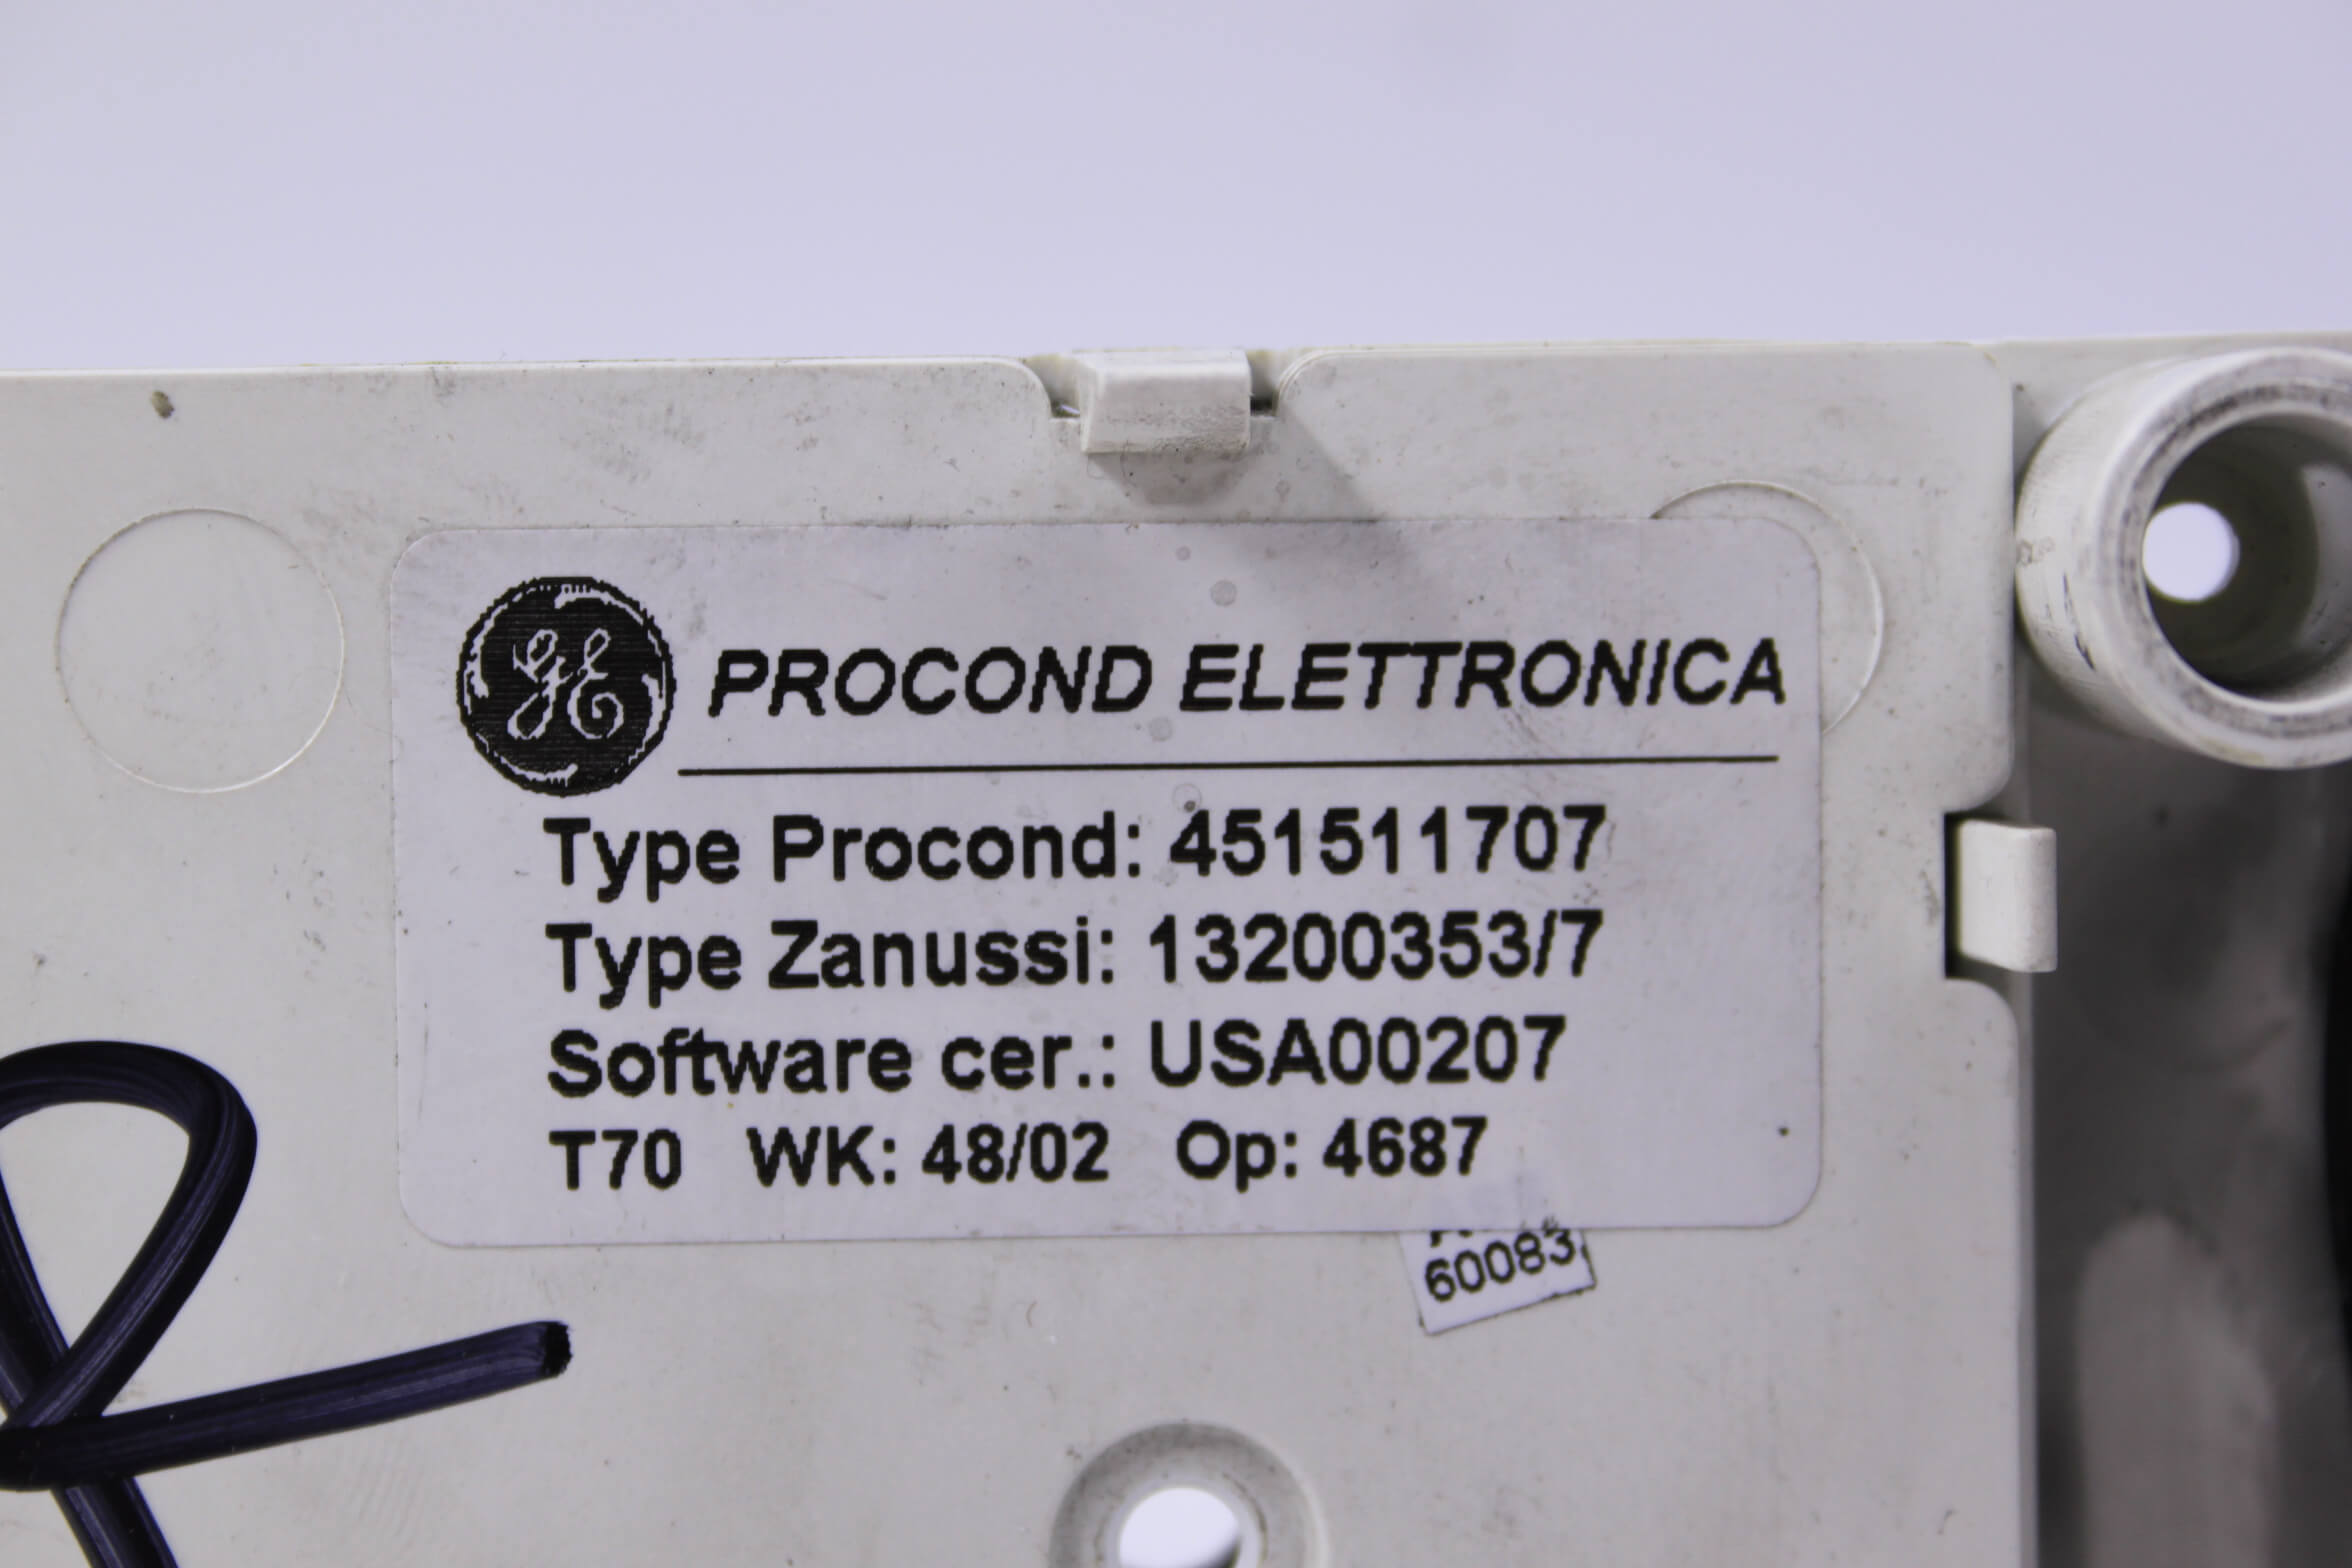 GE PROCOND ELETTRONICA
Type Procond: 451511707
Type Zanussi: 13200353/7
Software cer.: USA00207
T70 WK: 48/02 Op: 4687
60083